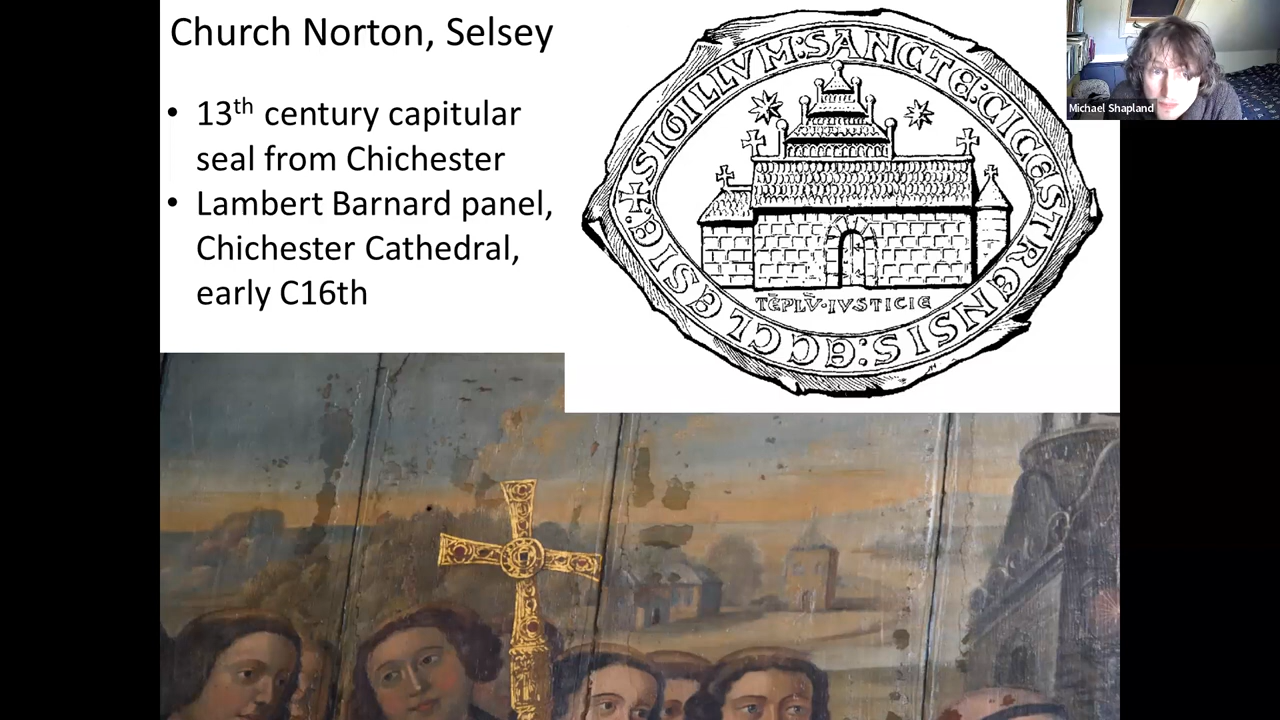 Church Norton, Selsey
• 13th century capitular
seal from Chichester
• Lambert Barnard panel,
Chichester Cathedral,
early C16th
Michael Shapland
+SIGILLVM:SANCTE:CICESTRENSIS:ECCLESIE:
TĒPLV̄·IVSTICIE